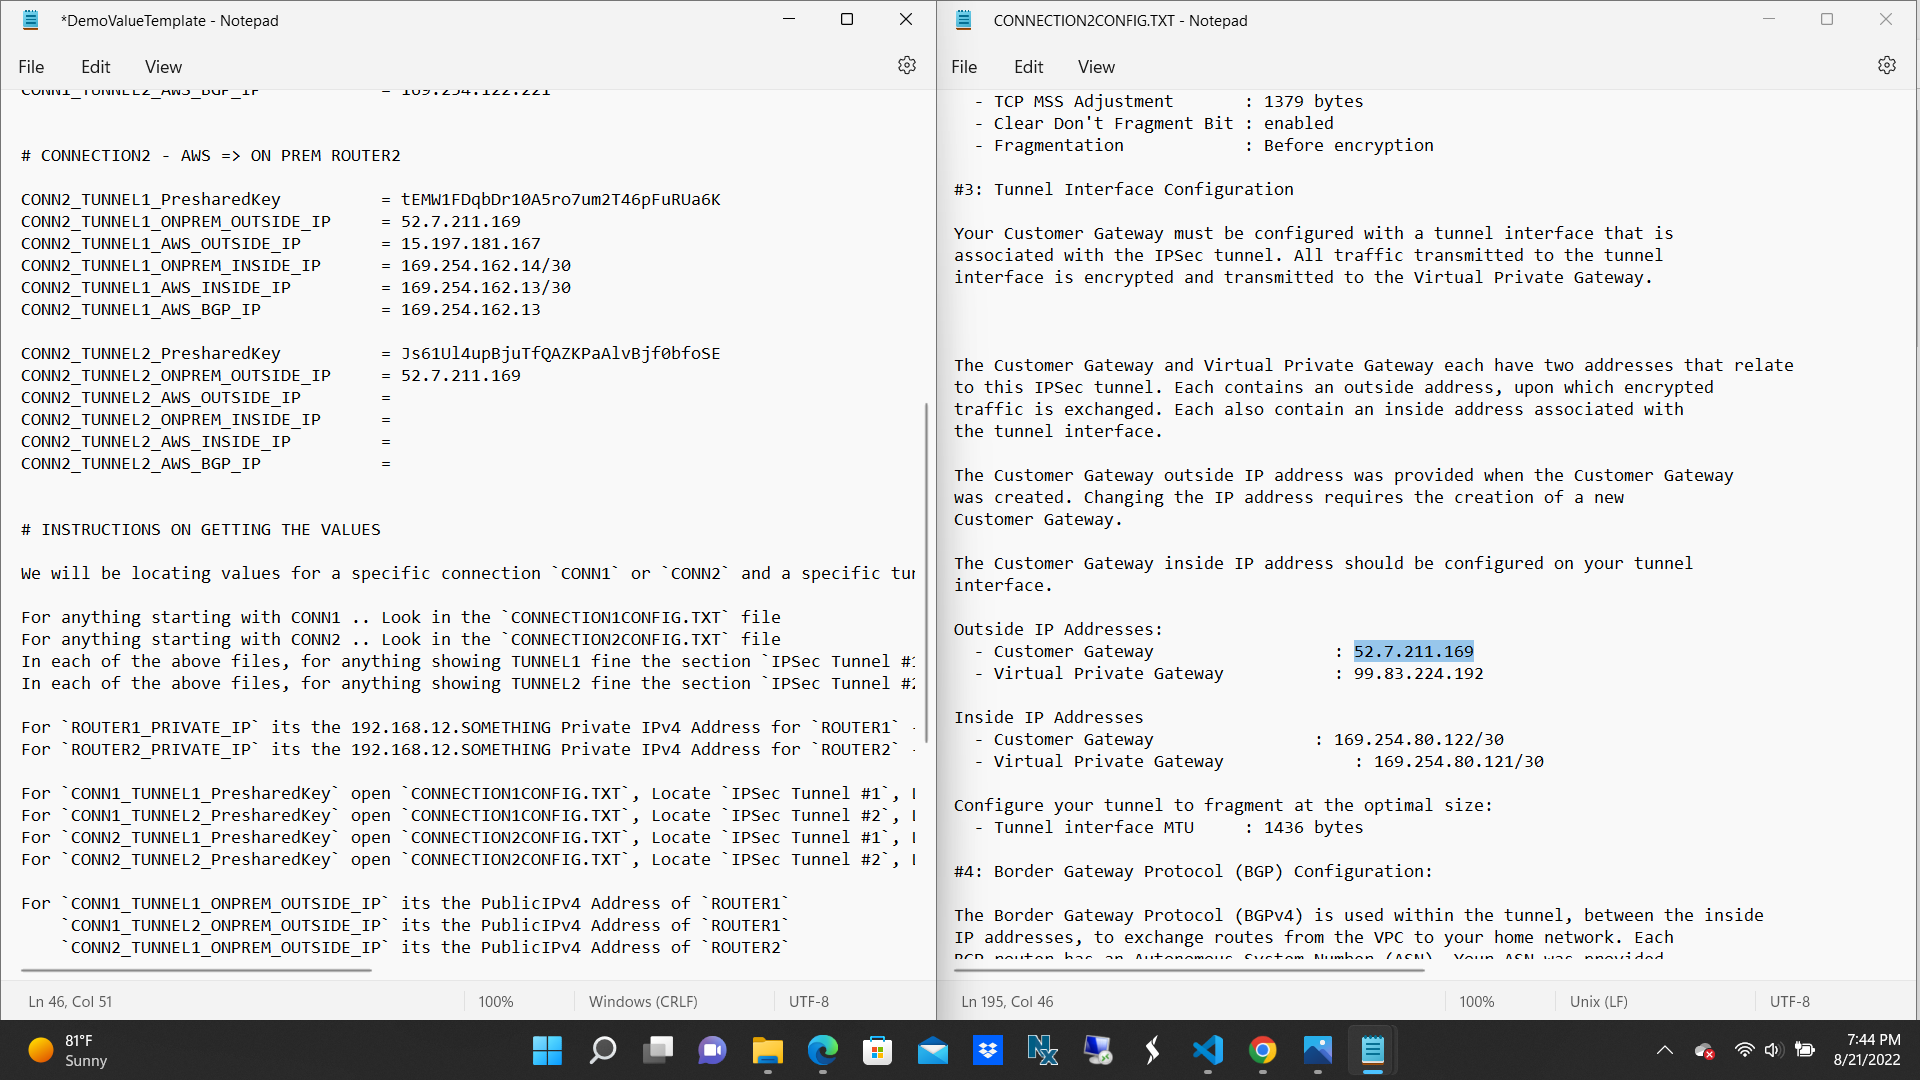 *DemoValueTemplate - Notepad
File Edit View
CONN1_TUNNEL2_AWS_BGP_IP = 169.254.122.221
# CONNECTION2 - AWS => ON PREM ROUTER2
CONN2_TUNNEL1_PresharedKey = tEMW1FDqbDr10A5ro7um2T46pFuRUa6K
CONN2_TUNNEL1_ONPREM_OUTSIDE_IP = 52.7.211.169
CONN2_TUNNEL1_AWS_OUTSIDE_IP = 15.197.181.167
CONN2_TUNNEL1_ONPREM_INSIDE_IP = 169.254.162.14/30
CONN2_TUNNEL1_AWS_INSIDE_IP = 169.254.162.13/30
CONN2_TUNNEL1_AWS_BGP_IP = 169.254.162.13
CONN2_TUNNEL2_PresharedKey = Js61Ul4upBjuTfQAZKPaAlvBjf0bfoSE
CONN2_TUNNEL2_ONPREM_OUTSIDE_IP = 52.7.211.169
CONN2_TUNNEL2_AWS_OUTSIDE_IP =
CONN2_TUNNEL2_ONPREM_INSIDE_IP =
CONN2_TUNNEL2_AWS_INSIDE_IP =
CONN2_TUNNEL2_AWS_BGP_IP =
# INSTRUCTIONS ON GETTING THE VALUES
We will be locating values for a specific connection `CONN1` or `CONN2` and a specific tun
For anything starting with CONN1 .. Look in the `CONNECTION1CONFIG.TXT` file
For anything starting with CONN2 .. Look in the `CONNECTION2CONFIG.TXT` file
In each of the above files, for anything showing TUNNEL1 fine the section `IPSec Tunnel #1
In each of the above files, for anything showing TUNNEL2 fine the section `IPSec Tunnel #2
For `ROUTER1_PRIVATE_IP` its the 192.168.12.SOMETHING Private IPv4 Address for `ROUTER1` -
For `ROUTER2_PRIVATE_IP` its the 192.168.12.SOMETHING Private IPv4 Address for `ROUTER2` -
For `CONN1_TUNNEL1_PresharedKey` open `CONNECTION1CONFIG.TXT`, Locate `IPSec Tunnel #1`,
For `CONN1_TUNNEL2_PresharedKey` open `CONNECTION1CONFIG.TXT`, Locate `IPSec Tunnel #2`,
For `CONN2_TUNNEL1_PresharedKey` open `CONNECTION2CONFIG.TXT`, Locate `IPSec Tunnel #1`,
For `CONN2_TUNNEL2_PresharedKey` open `CONNECTION2CONFIG.TXT`, Locate `IPSec Tunnel #2`,
For `CONN1_TUNNEL1_ONPREM_OUTSIDE_IP` its the PublicIPv4 Address of `ROUTER1`
`CONN1_TUNNEL2_ONPREM_OUTSIDE_IP` its the PublicIPv4 Address of `ROUTER1`
`CONN2_TUNNEL1_ONPREM_OUTSIDE_IP` its the PublicIPv4 Address of `ROUTER2`
Ln 46, Col 51 100% Windows (CRLF) UTF-8
CONNECTION2CONFIG.TXT - Notepad
File Edit View
- TCP MSS Adjustment : 1379 bytes
- Clear Don't Fragment Bit : enabled
- Fragmentation : Before encryption
#3: Tunnel Interface Configuration
Your Customer Gateway must be configured with a tunnel interface that is
associated with the IPSec tunnel. All traffic transmitted to the tunnel
interface is encrypted and transmitted to the Virtual Private Gateway.
The Customer Gateway and Virtual Private Gateway each have two addresses that relate
to this IPSec tunnel. Each contains an outside address, upon which encrypted
traffic is exchanged. Each also contain an inside address associated with
the tunnel interface.
The Customer Gateway outside IP address was provided when the Customer Gateway
was created. Changing the IP address requires the creation of a new
Customer Gateway.
The Customer Gateway inside IP address should be configured on your tunnel
interface.
Outside IP Addresses:
- Customer Gateway : 52.7.211.169
- Virtual Private Gateway : 99.83.224.192
Inside IP Addresses
- Customer Gateway : 169.254.80.122/30
- Virtual Private Gateway : 169.254.80.121/30
Configure your tunnel to fragment at the optimal size:
- Tunnel interface MTU : 1436 bytes
#4: Border Gateway Protocol (BGP) Configuration:
The Border Gateway Protocol (BGPv4) is used within the tunnel, between the inside
IP addresses, to exchange routes from the VPC to your home network. Each
BGP router has an Autonomous System Number (ASN). Your ASN was provided
Ln 195, Col 46 100% Unix (LF) UTF-8
81°F
Sunny
7:44 PM
8/21/2022